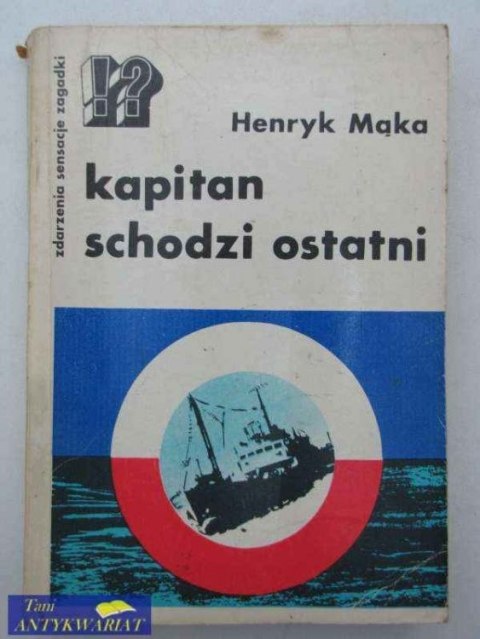 zdarzenia sensacje zagadki
!?
Henryk Mąka
kapitan
schodzi ostatni
Tani
ANTYKWARIAT